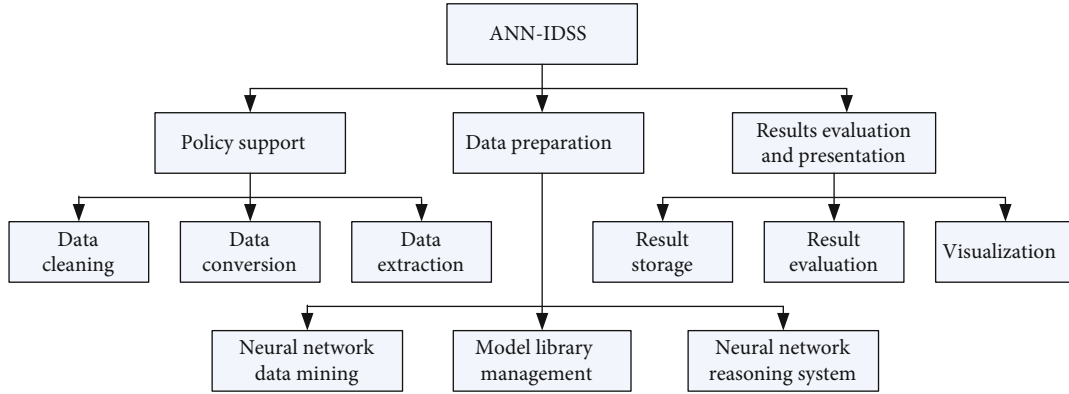 ANN-IDSS
Policy support
Data preparation
Results evaluation
and presentation
Data
cleaning
Data
conversion
Data
extraction
Result
storage
Result
evaluation
Visualization
Neural network
data mining
Model library
management
Neural network
reasoning system